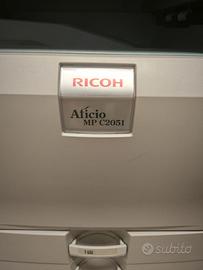 RICOH
Aficio
MP C2051
subito